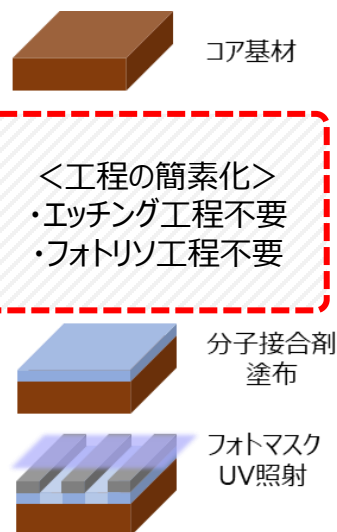 コア基材
<工程の簡素化>
・エッチング工程不要
・フォトリソ工程不要
分子接合剤
塗布
フォトマスク
UV照射